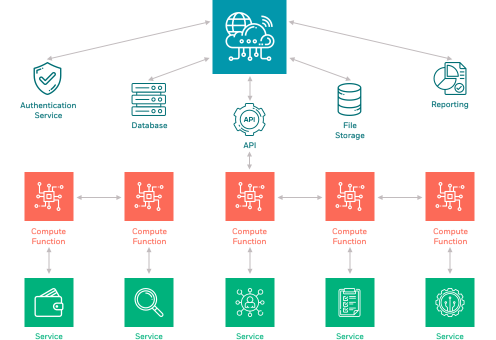 Authentication
Service
Database
API
API
File
Storage
Reporting
Compute
Function
Compute
Function
Compute
Function
Compute
Function
Compute
Function
Service
Service
Service
Service
Service